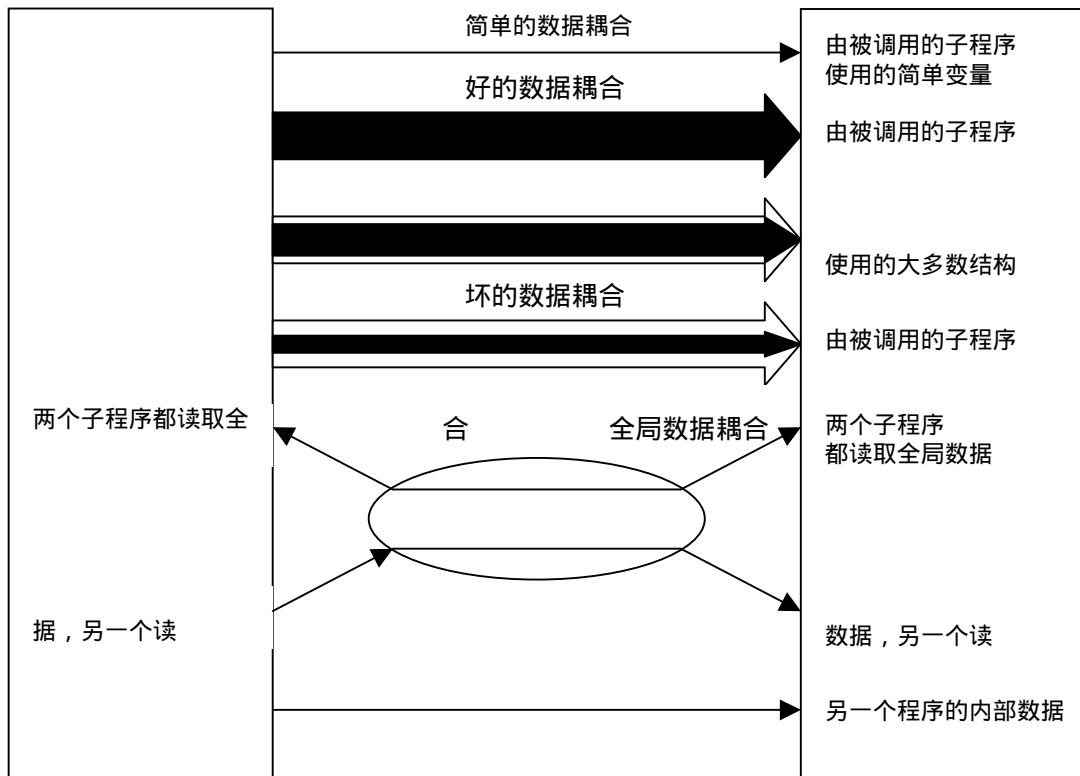 简单的数据耦合
由被调用的子程序
使用的简单变量
好的数据耦合
由被调用的子程序
使用的大多数结构
坏的数据耦合
由被调用的子程序
两个子程序都读取全
合
全局数据耦合
两个子程序
都读取全局数据
据，另一个读
数据，另一个读
另一个程序的内部数据